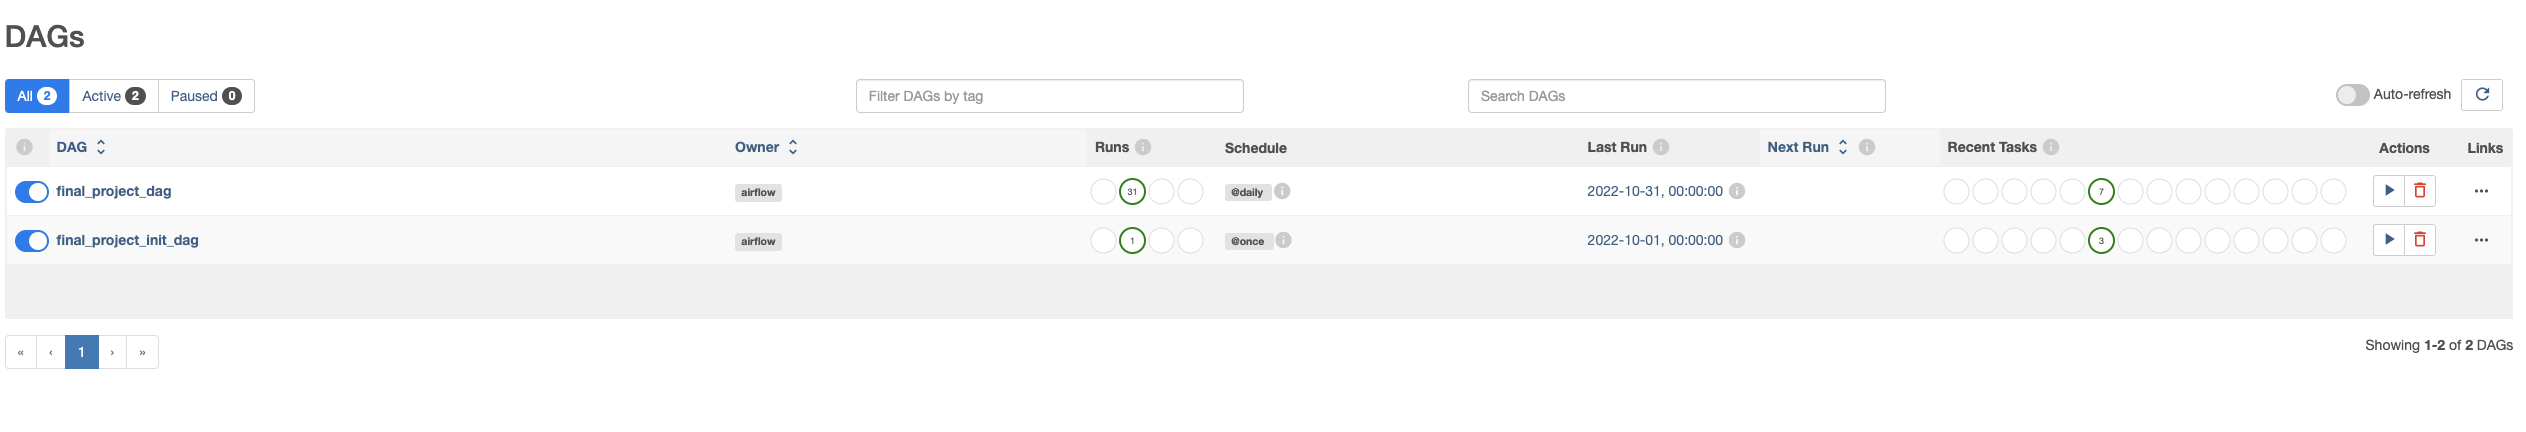 DAGs
All 2 Active 2 Paused 0 Filter DAGs by tag Search DAGs Auto-refresh
i DAG Owner Runs i Schedule Last Run i Next Run i Recent Tasks i Actions Links
final_project_dag airflow 31 @daily i 2022-10-31, 00:00:00 i 7 ...
final_project_init_dag airflow 1 @once i 2022-10-01, 00:00:00 i 3 ...
« ‹ 1 › » Showing 1-2 of 2 DAGs